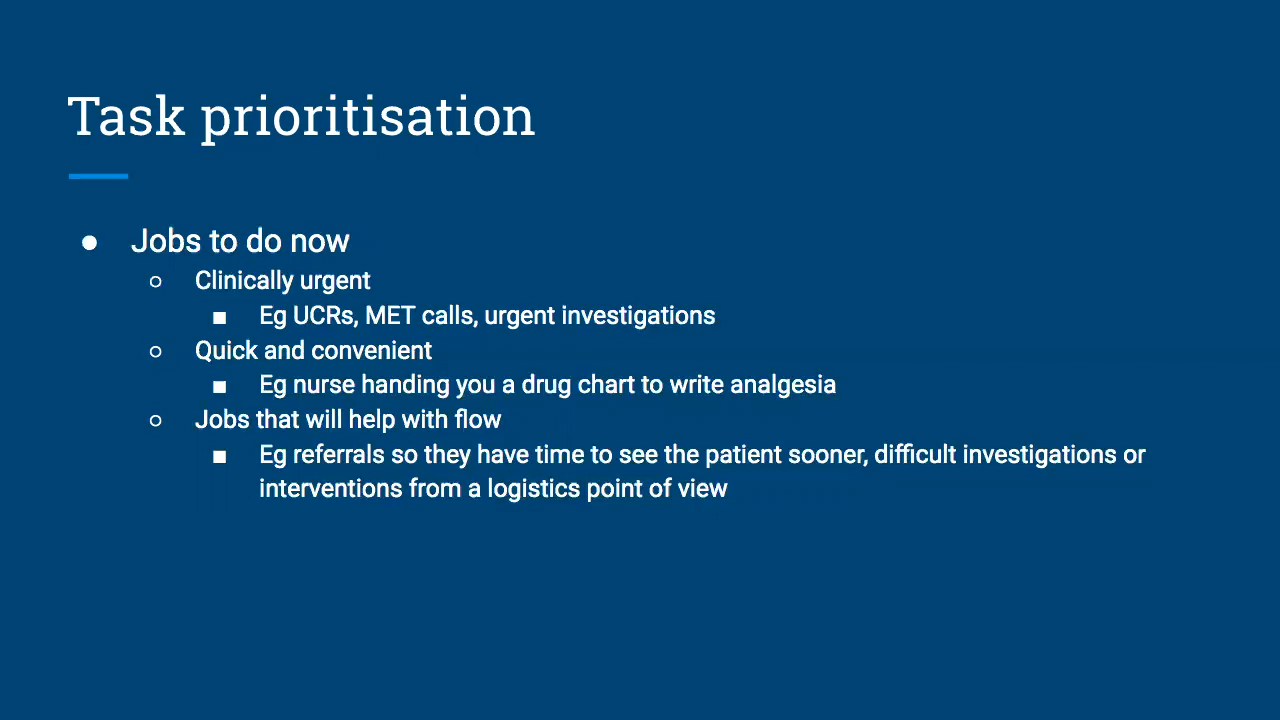 Task prioritisation
● Jobs to do now
○ Clinically urgent
■ Eg UCRs, MET calls, urgent investigations
○ Quick and convenient
■ Eg nurse handing you a drug chart to write analgesia
○ Jobs that will help with flow
■ Eg referrals so they have time to see the patient sooner, difficult investigations or
interventions from a logistics point of view